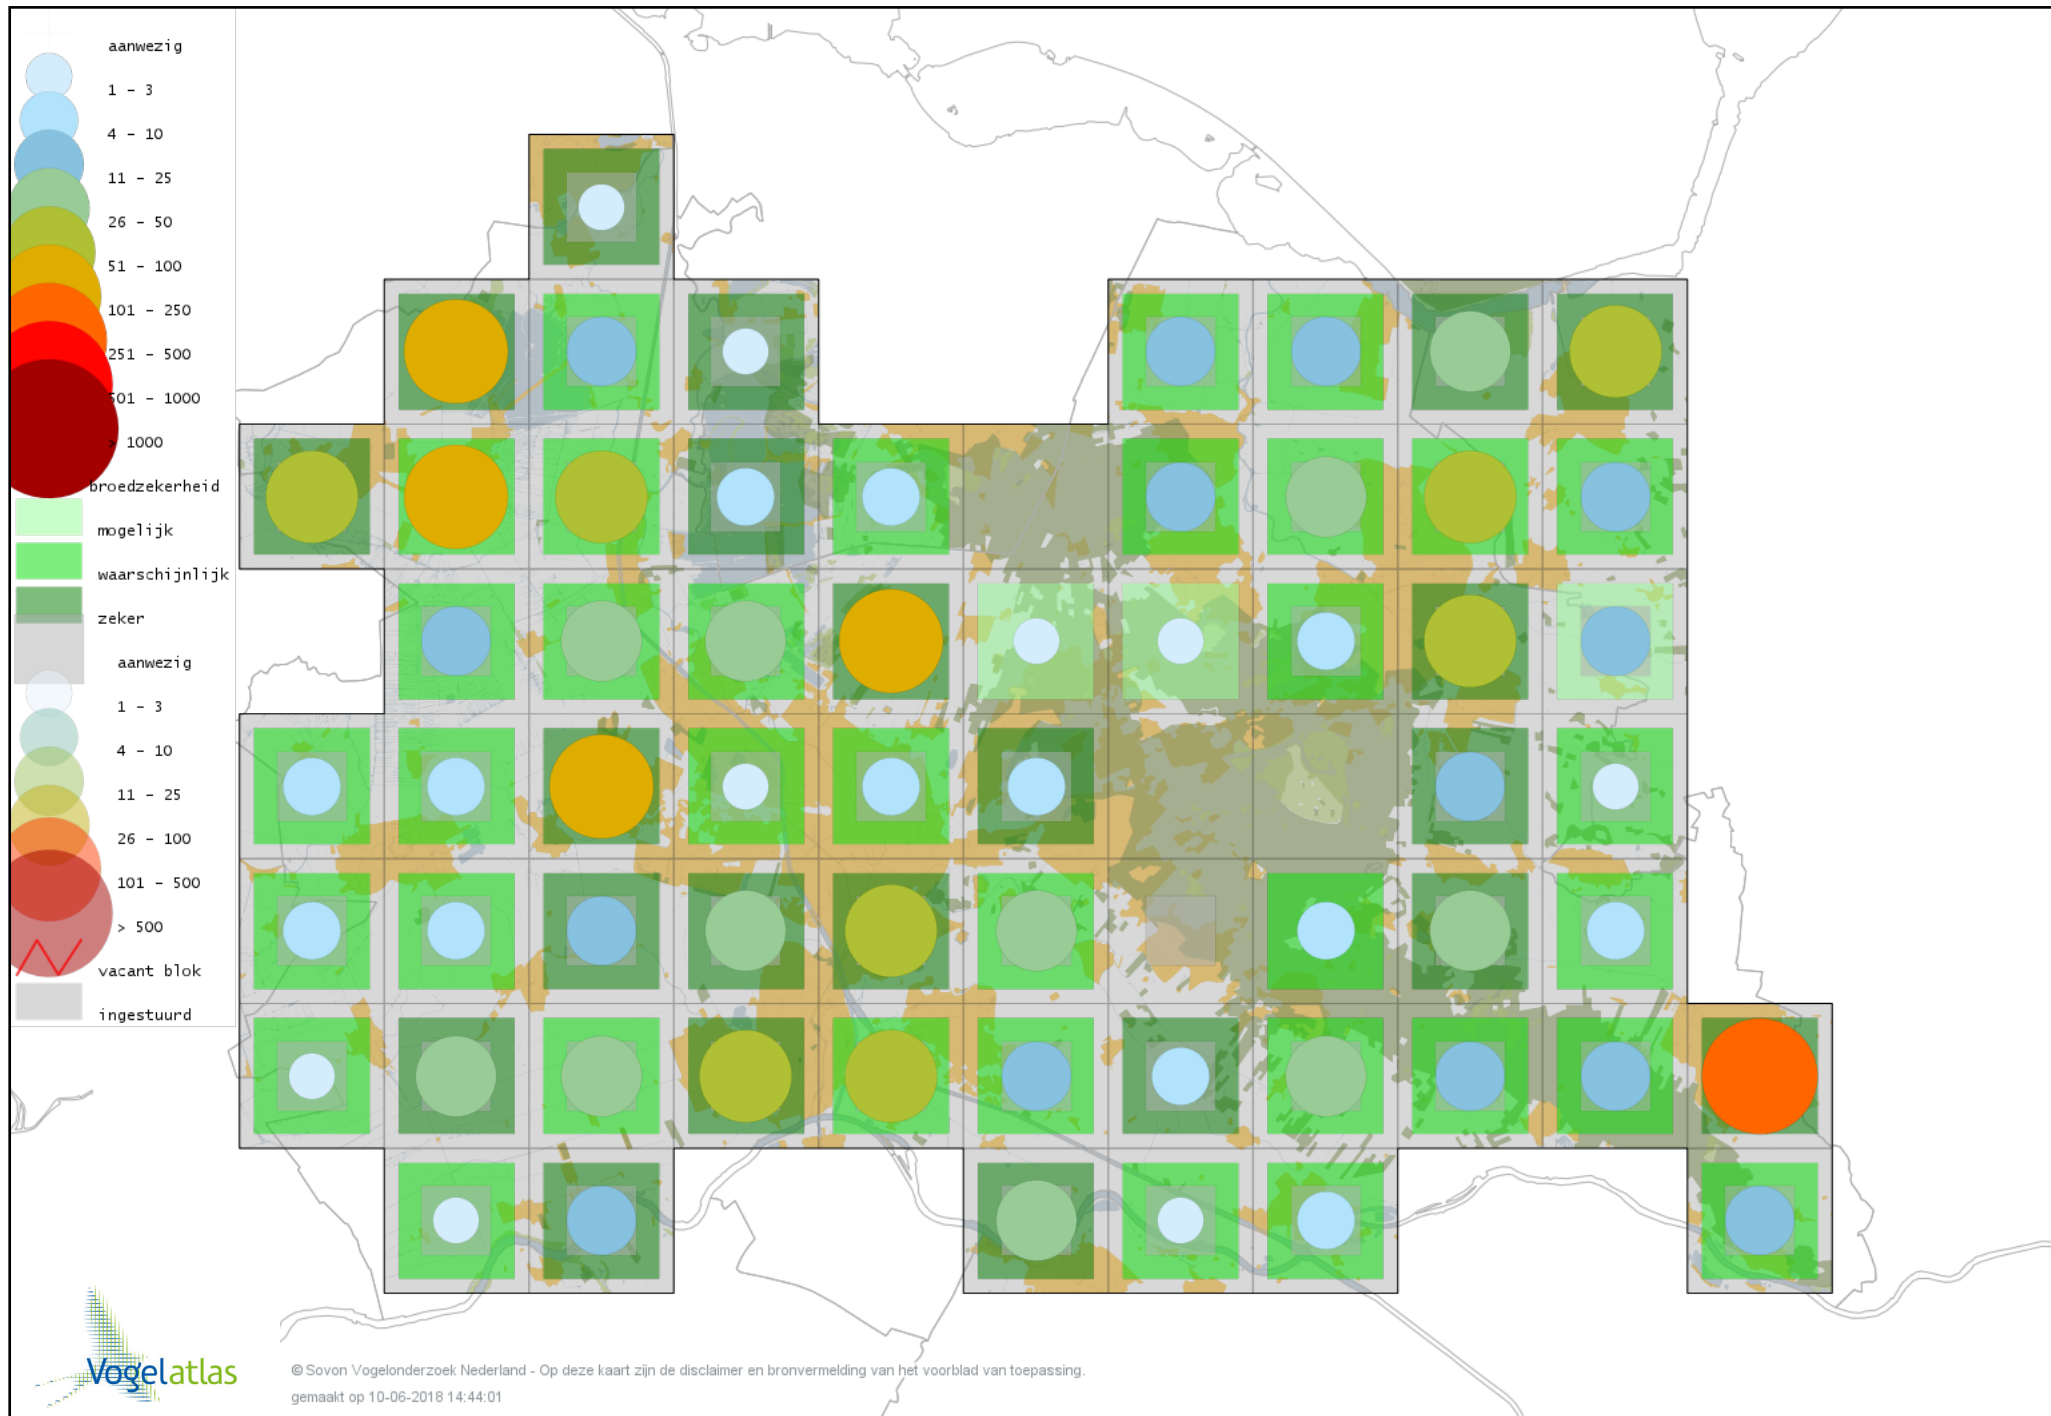 aanwezig
1 - 3
4 - 10
11 - 25
26 - 50
51 - 100
101 - 250
251 - 500
501 - 1000
> 1000
broedzekerheid
mogelijk
waarschijnlijk
zeker
aanwezig
1 - 3
4 - 10
11 - 25
26 - 100
101 - 500
> 500
vacant blok
ingestuurd
Vogelatlas
© Sovon Vogelonderzoek Nederland - Op deze kaart zijn de disclaimer en bronvermelding van het voorblad van toepassing.
gemaakt op 10-06-2018 14:44:01